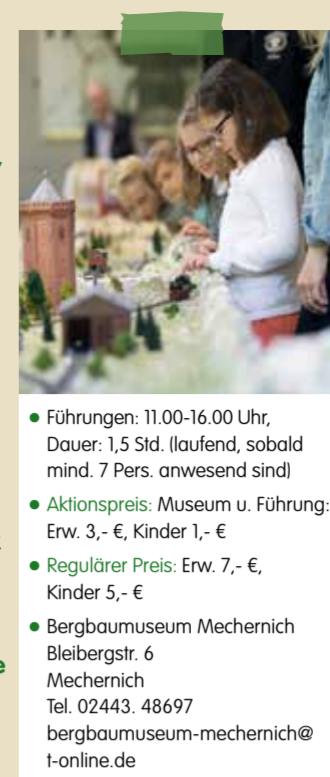 • Führungen: 11.00-16.00 Uhr,
Dauer: 1,5 Std. (laufend, sobald
mind. 7 Pers. anwesend sind)
• Aktionspreis: Museum u. Führung:
Erw. 3,- €, Kinder 1,- €
• Regulärer Preis: Erw. 7,- €,
Kinder 5,- €
• Bergbaumuseum Mechernich
Bleibergstr. 6
Mechernich
Tel. 02443. 48697
bergbaumuseum-mechernich@
t-online.de